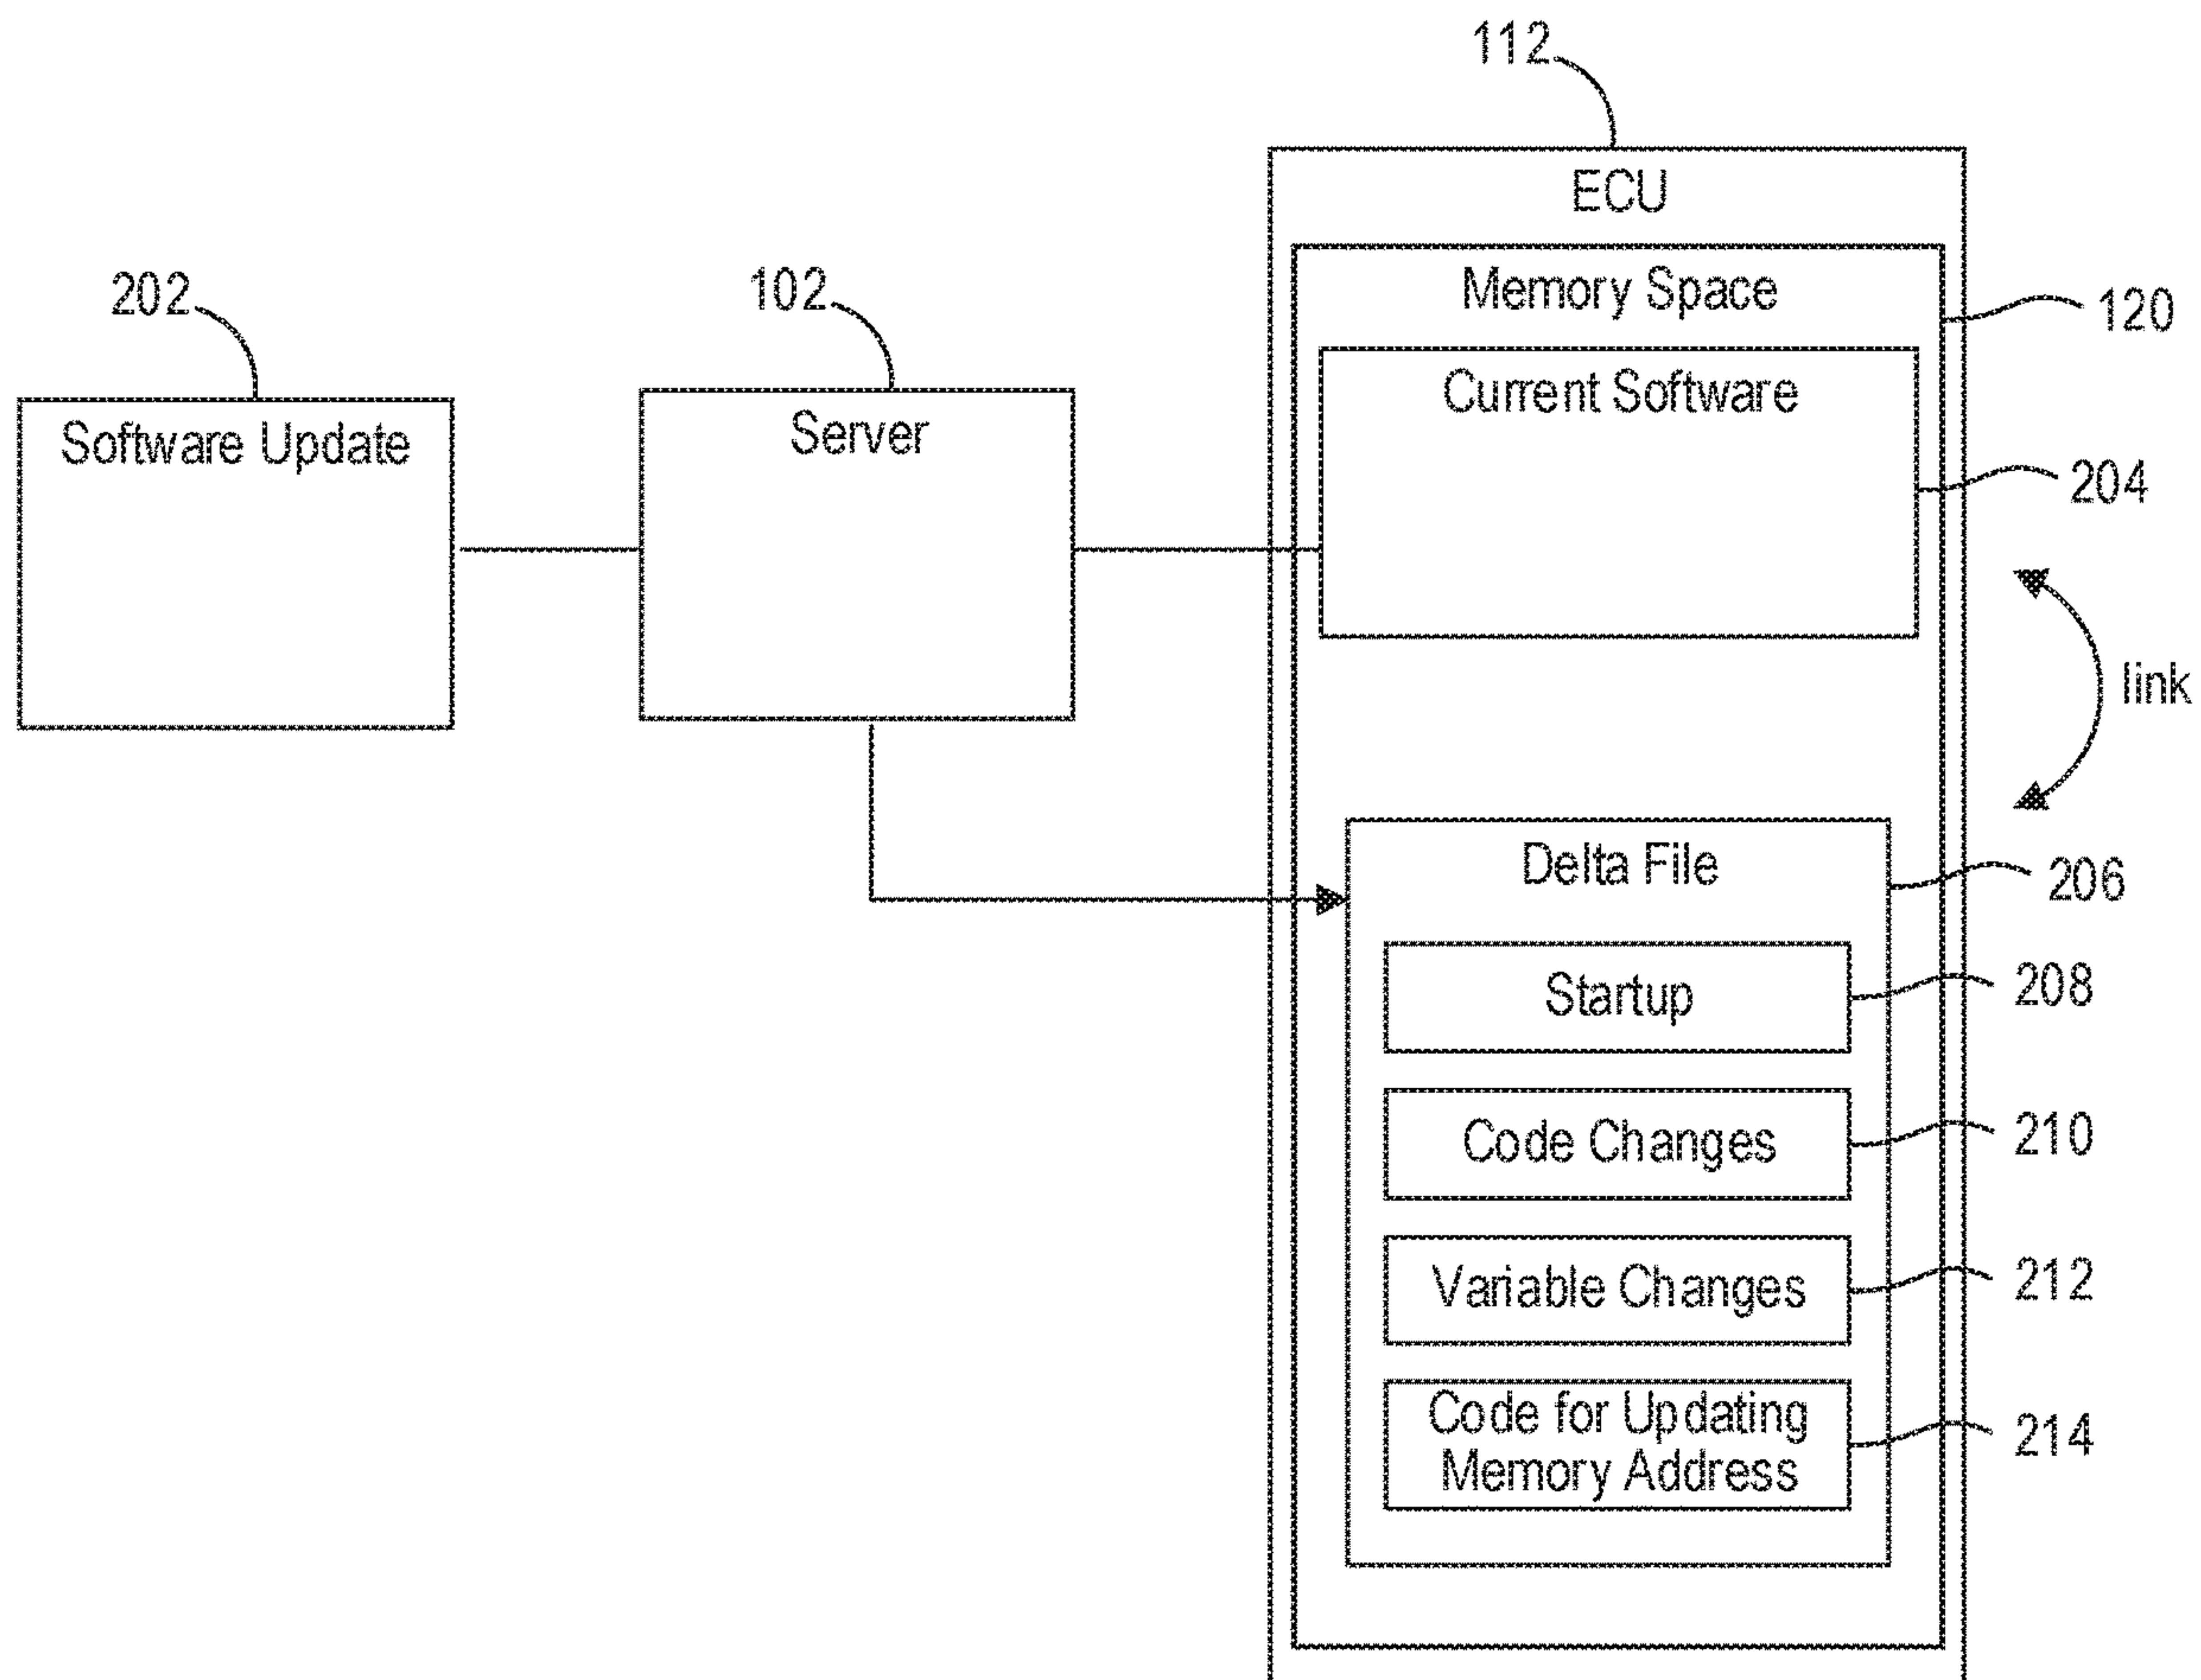 112
ECU
Memory Space
120
202
102
Current Software
Software Update
Server
204
link
Delta File
206
Startup
208
Code Changes
210
Variable Changes
212
Code for Updating
Memory Address
214